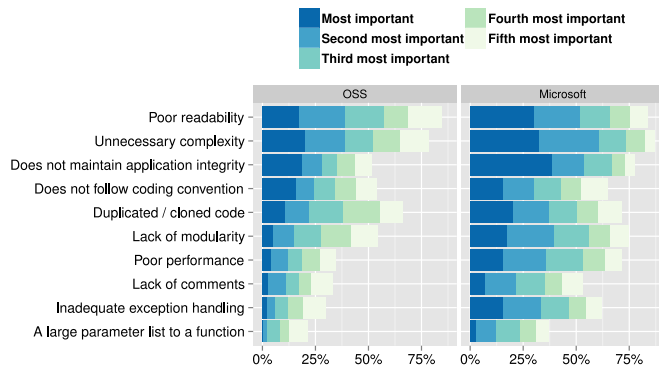 Most important
Fourth most important
Second most important
Fifth most important
Third most important
OSS
Microsoft
Poor readability
Unnecessary complexity
Does not maintain application integrity
Does not follow coding convention
Duplicated / cloned code
Lack of modularity
Poor performance
Lack of comments
Inadequate exception handling
A large parameter list to a function
0% 25% 50% 75% 0% 25% 50% 75%